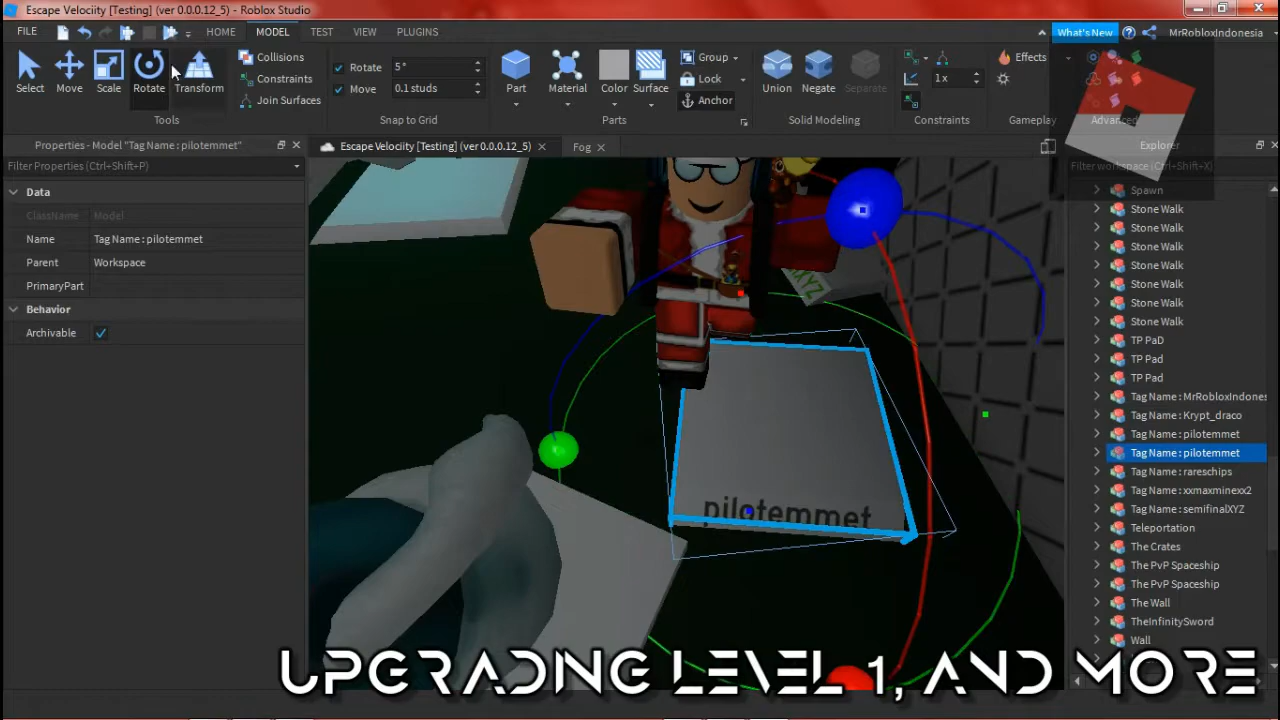 Escape Velocity [Testing] (ver 0.0.0.12_5) - Roblox Studio
FILE
HOME
MODEL
TEST
VIEW
PLUGINS
What's New
MrRobloxIndonesia
Select
Move
Scale
Rotate
Transform
Tools
Collisions
Constraints
Join Surfaces
Rotate
5 °
Move
0.1 studs
Snap to Grid
Part
Material
Color
Surface
Group
Lock
Anchor
Parts
Union
Negate
Separate
Solid Modeling
1 x
Constraints
Effects
Gameplay
Advanced
Properties - Model "Tag Name : pilotemmet"
Filter Properties (Ctrl+Shift+P)
Data
ClassName
Model
Name
Tag Name : pilotemmet
Parent
Workspace
PrimaryPart
Behavior
Archivable
Escape Velocity [Testing] (ver 0.0.0.12_5)
Fog
pilotemmet
Explorer
Filter workspace (Ctrl+Shift+X)
Spawn
Stone Walk
Stone Walk
Stone Walk
Stone Walk
Stone Walk
Stone Walk
Stone Walk
TP PaD
TP Pad
TP Pad
Tag Name : MrRobloxIndones
Tag Name : Krypt_draco
Tag Name : pilotemmet
Tag Name : pilotemmet
Tag Name : rareschips
Tag Name : xxmaxminexx2
Tag Name : semifinalXYZ
Teleportation
The Crates
The PvP Spaceship
The PvP Spaceship
The Wall
TheInfinitySword
Wall
UPGRADING LEVEL 1, AND MORE